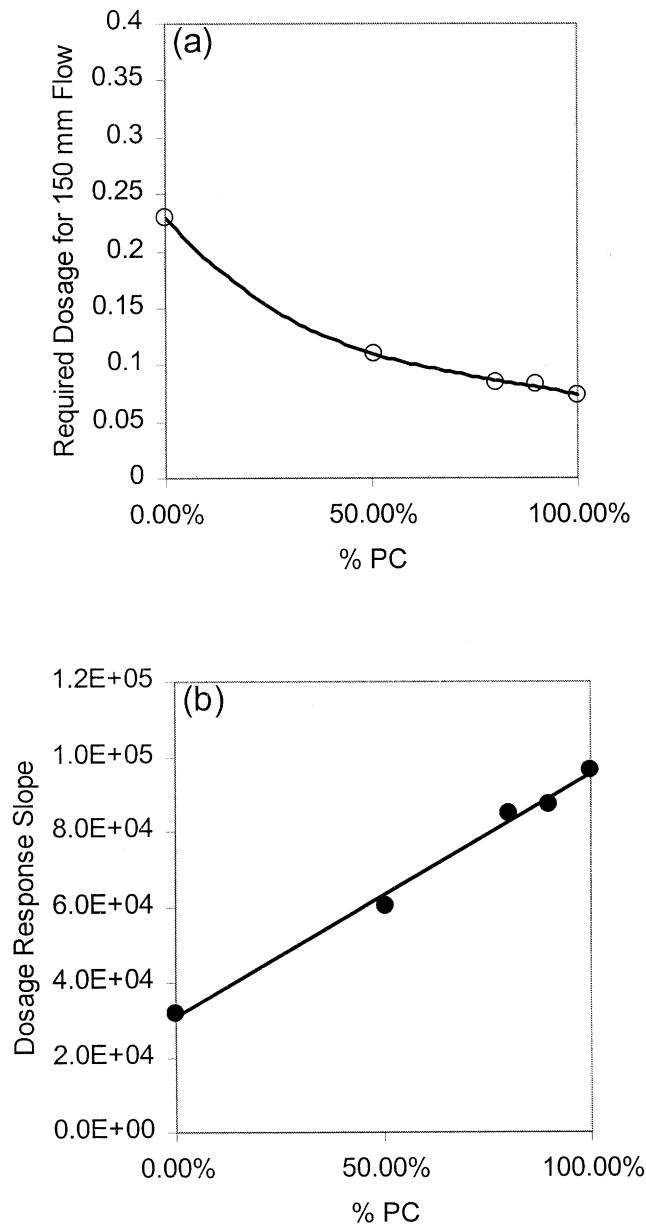 (a)
Required Dosage for 150 mm Flow
0.4
0.35
0.3
0.25
0.2
0.15
0.1
0.05
0
0.00%
50.00%
100.00%
% PC
(b)
Dosage Response Slope
1.2E+05
1.0E+05
8.0E+04
6.0E+04
4.0E+04
2.0E+04
0.0E+00
0.00%
50.00%
100.00%
% PC